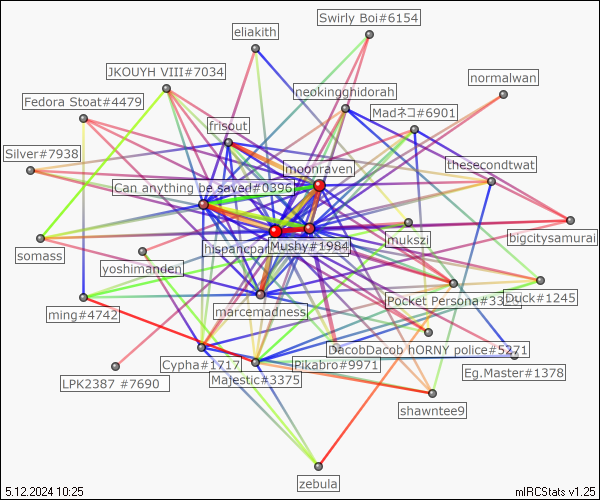 Swirly Boi#6154
eliakith
JKOUYH VIII#7034
normalwan
neokingghidorah
Fedora Stoat#4479
Madネコ#6901
frisout
Silver#7938
moonraven
thesecondtwat
Can anything be saved#0396
mukszi
bigcitysamurai
hispancpar
Mushy#1984
somass
yoshimanden
Pocket Persona#33
Duck#1245
ming#4742
marcemadness
DacobDacob hORNY police#5271
Cypha#1717
Pikabro#9971
Eg.Master#1378
Majestic#3375
LPK2387 #7690
shawntee9
zebula
5.12.2024 10:25
mIRCStats v1.25